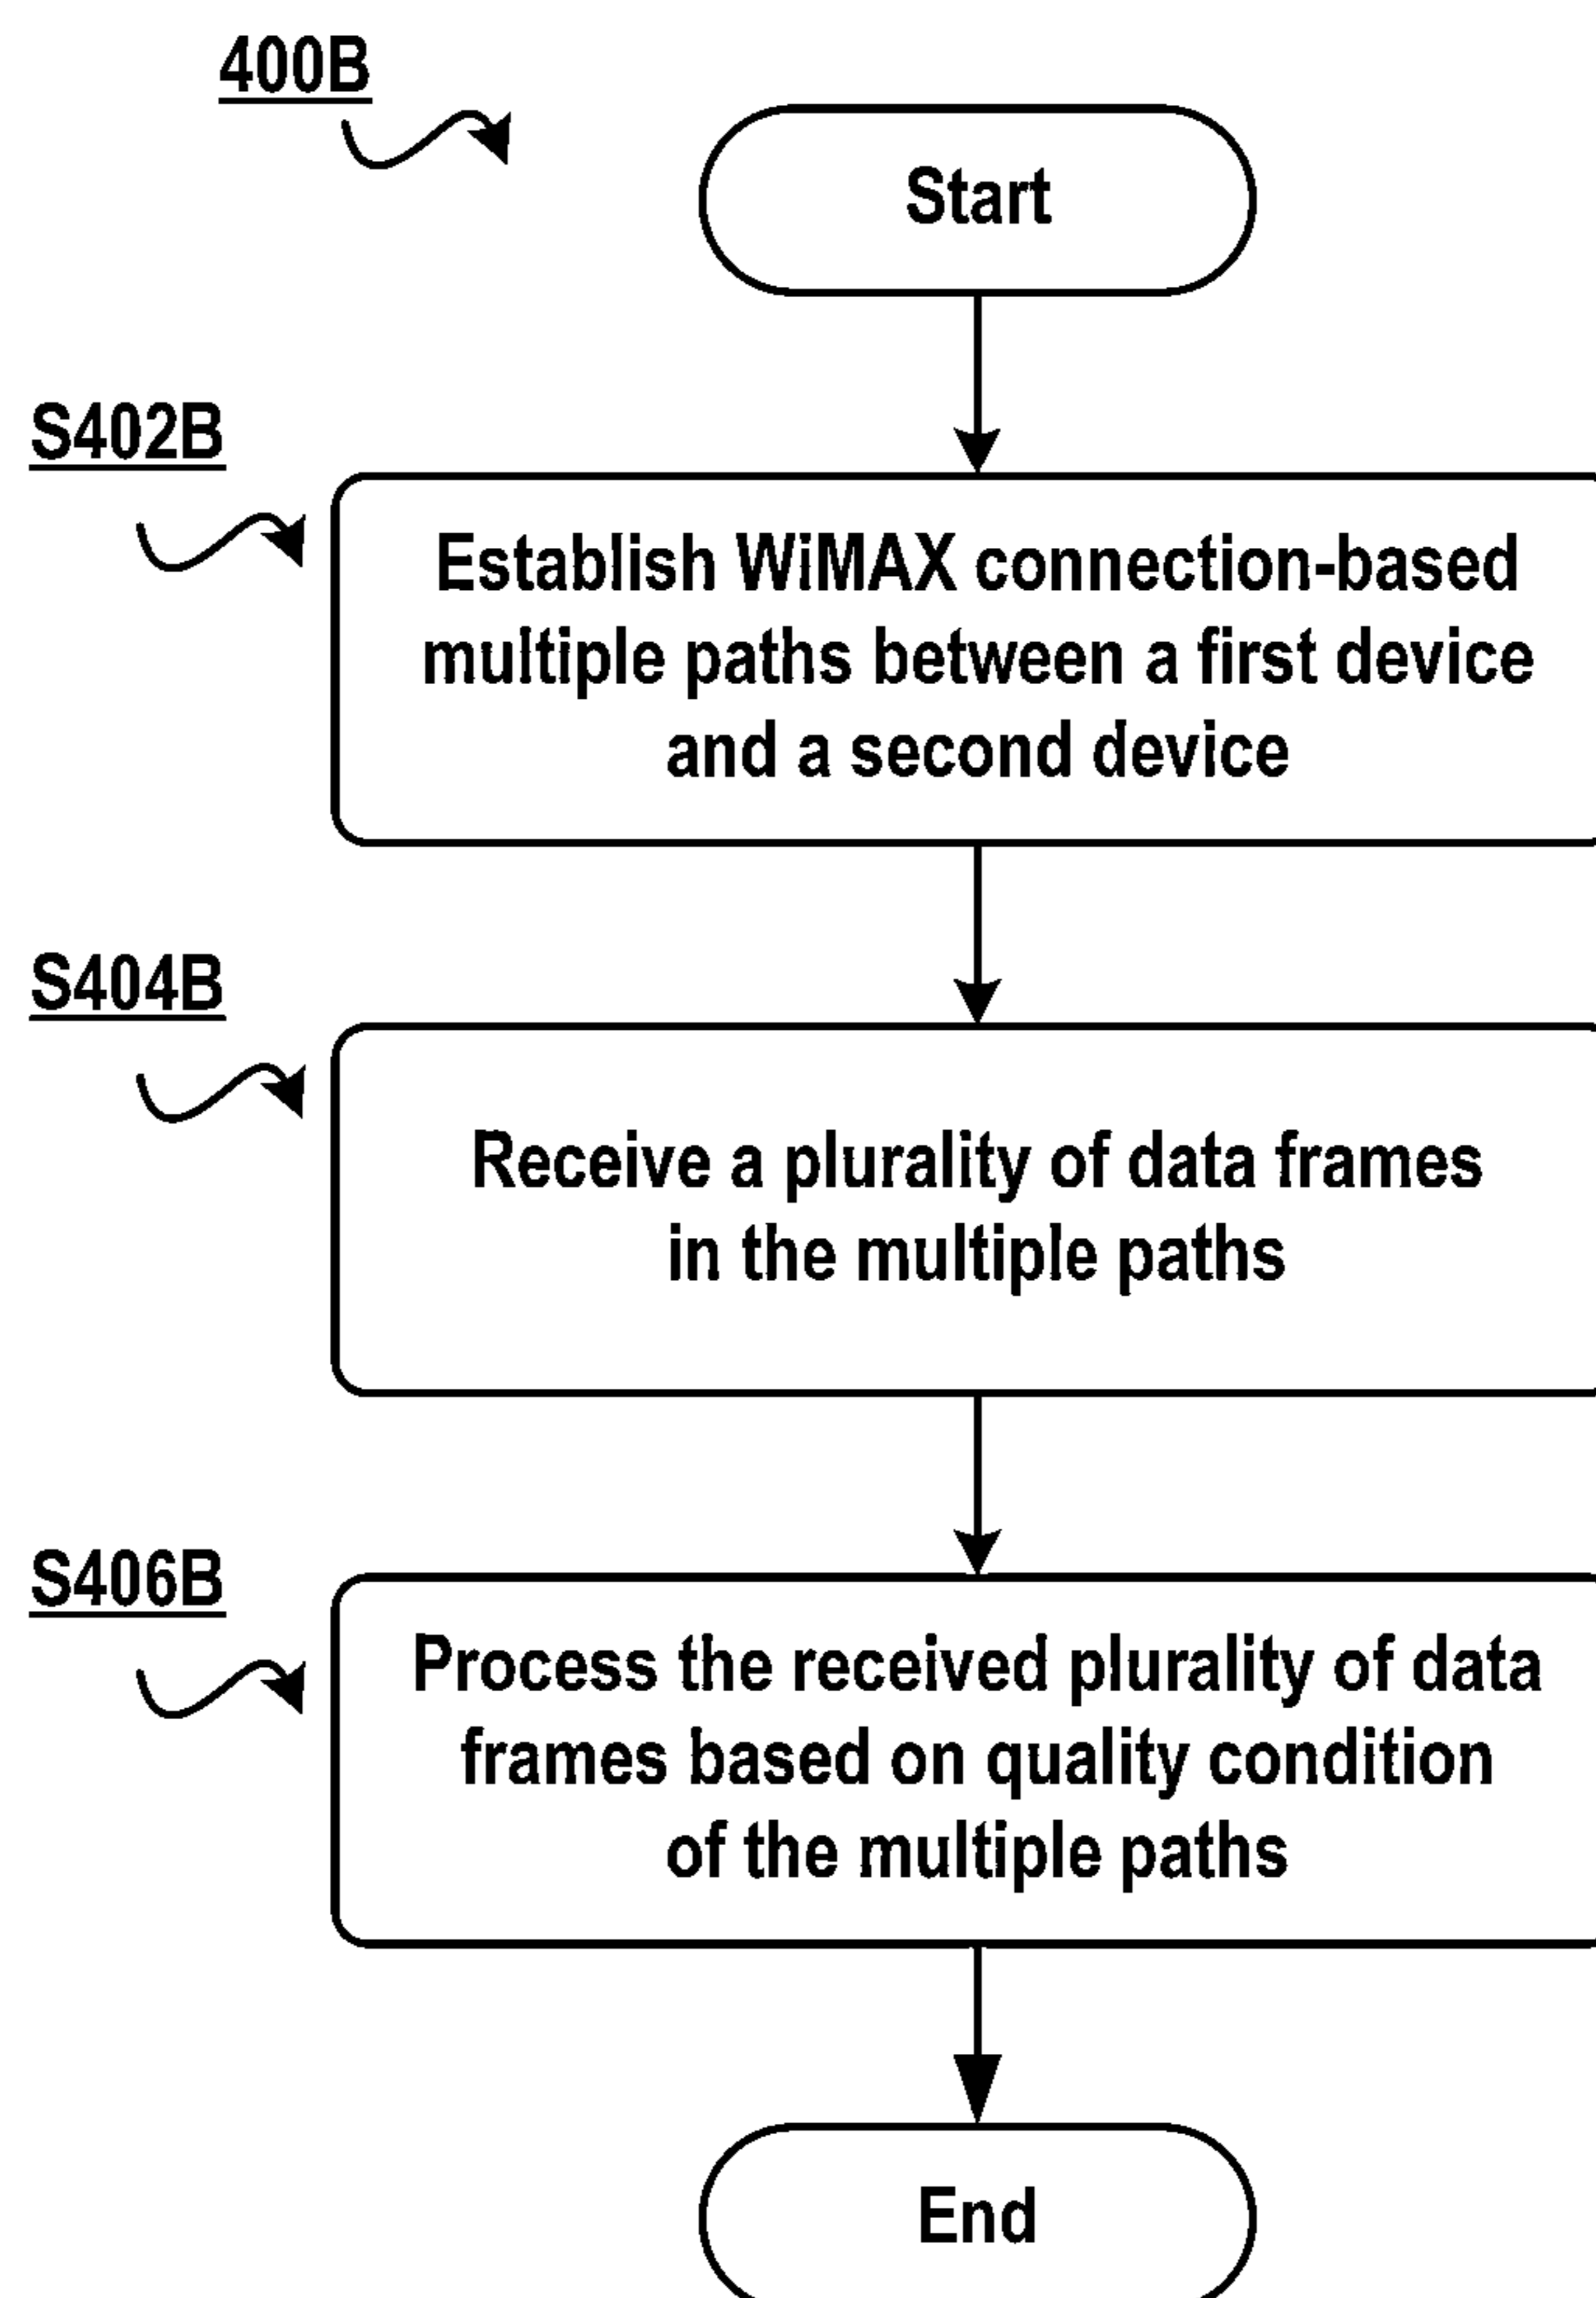 400B
Start
S402B
Establish WiMAX connection-based
multiple paths between a first device
and a second device
S404B
Receive a plurality of data frames
in the multiple paths
S406B
Process the received plurality of data
frames based on quality condition
of the multiple paths
End